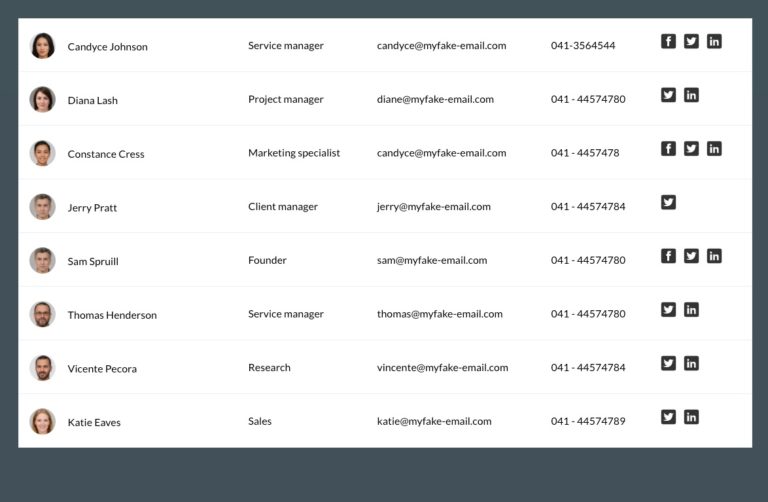 Candyce Johnson Service manager candyce@myfake-email.com 041-3564544
Diana Lash Project manager diane@myfake-email.com 041 - 44574780
Constance Cress Marketing specialist candyce@myfake-email.com 041 - 4457478
Jerry Pratt Client manager jerry@myfake-email.com 041 - 44574784
Sam Spruill Founder sam@myfake-email.com 041 - 44574780
Thomas Henderson Service manager thomas@myfake-email.com 041 - 44574780
Vicente Pecora Research vincente@myfake-email.com 041 - 44574784
Katie Eaves Sales katie@myfake-email.com 041 - 44574789